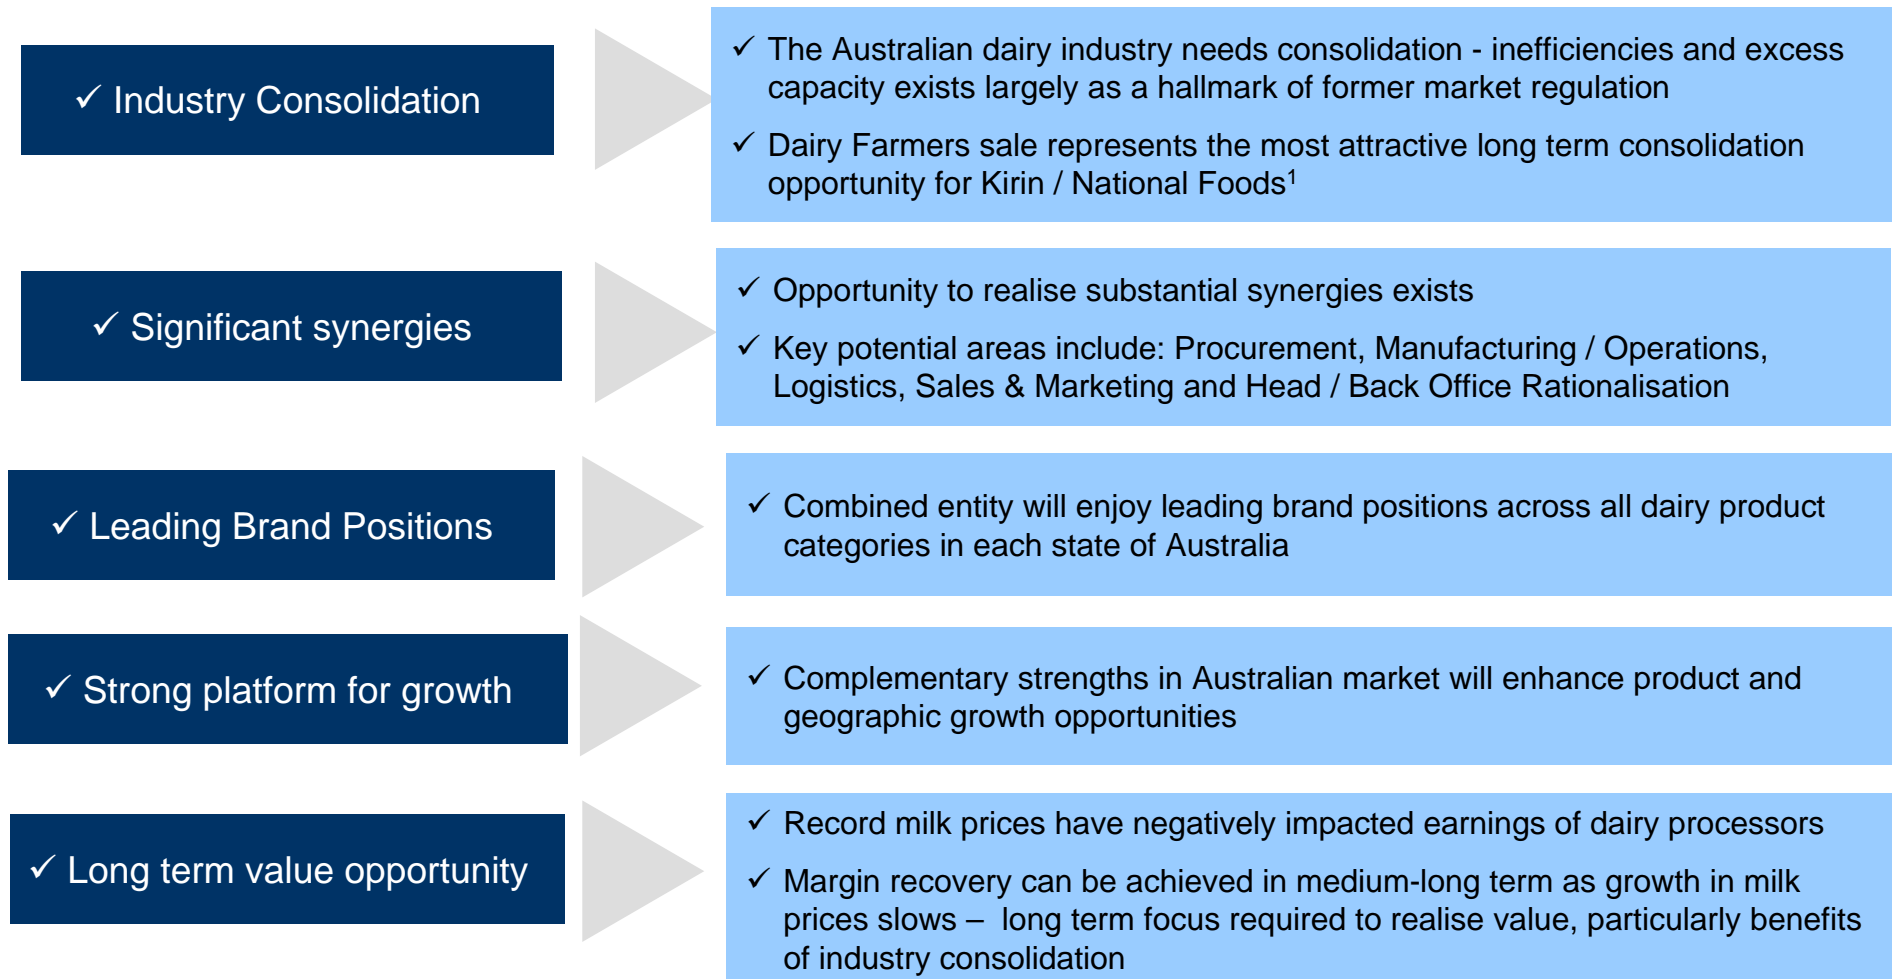 ✓ Industry Consolidation
✓ The Australian dairy industry needs consolidation - inefficiencies and excess
capacity exists largely as a hallmark of former market regulation
✓ Dairy Farmers sale represents the most attractive long term consolidation
opportunity for Kirin / National Foods¹
✓ Significant synergies
✓ Opportunity to realise substantial synergies exists
✓ Key potential areas include: Procurement, Manufacturing / Operations,
Logistics, Sales & Marketing and Head / Back Office Rationalisation
✓ Leading Brand Positions
✓ Combined entity will enjoy leading brand positions across all dairy product
categories in each state of Australia
✓ Strong platform for growth
✓ Complementary strengths in Australian market will enhance product and
geographic growth opportunities
✓ Long term value opportunity
✓ Record milk prices have negatively impacted earnings of dairy processors
✓ Margin recovery can be achieved in medium-long term as growth in milk
prices slows – long term focus required to realise value, particularly benefits
of industry consolidation